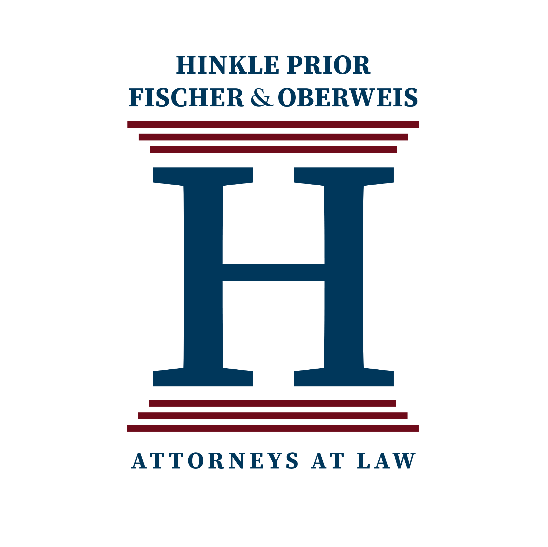 HINKLE PRIOR
FISCHER & OBERWEIS
H
ATTORNEYS AT LAW